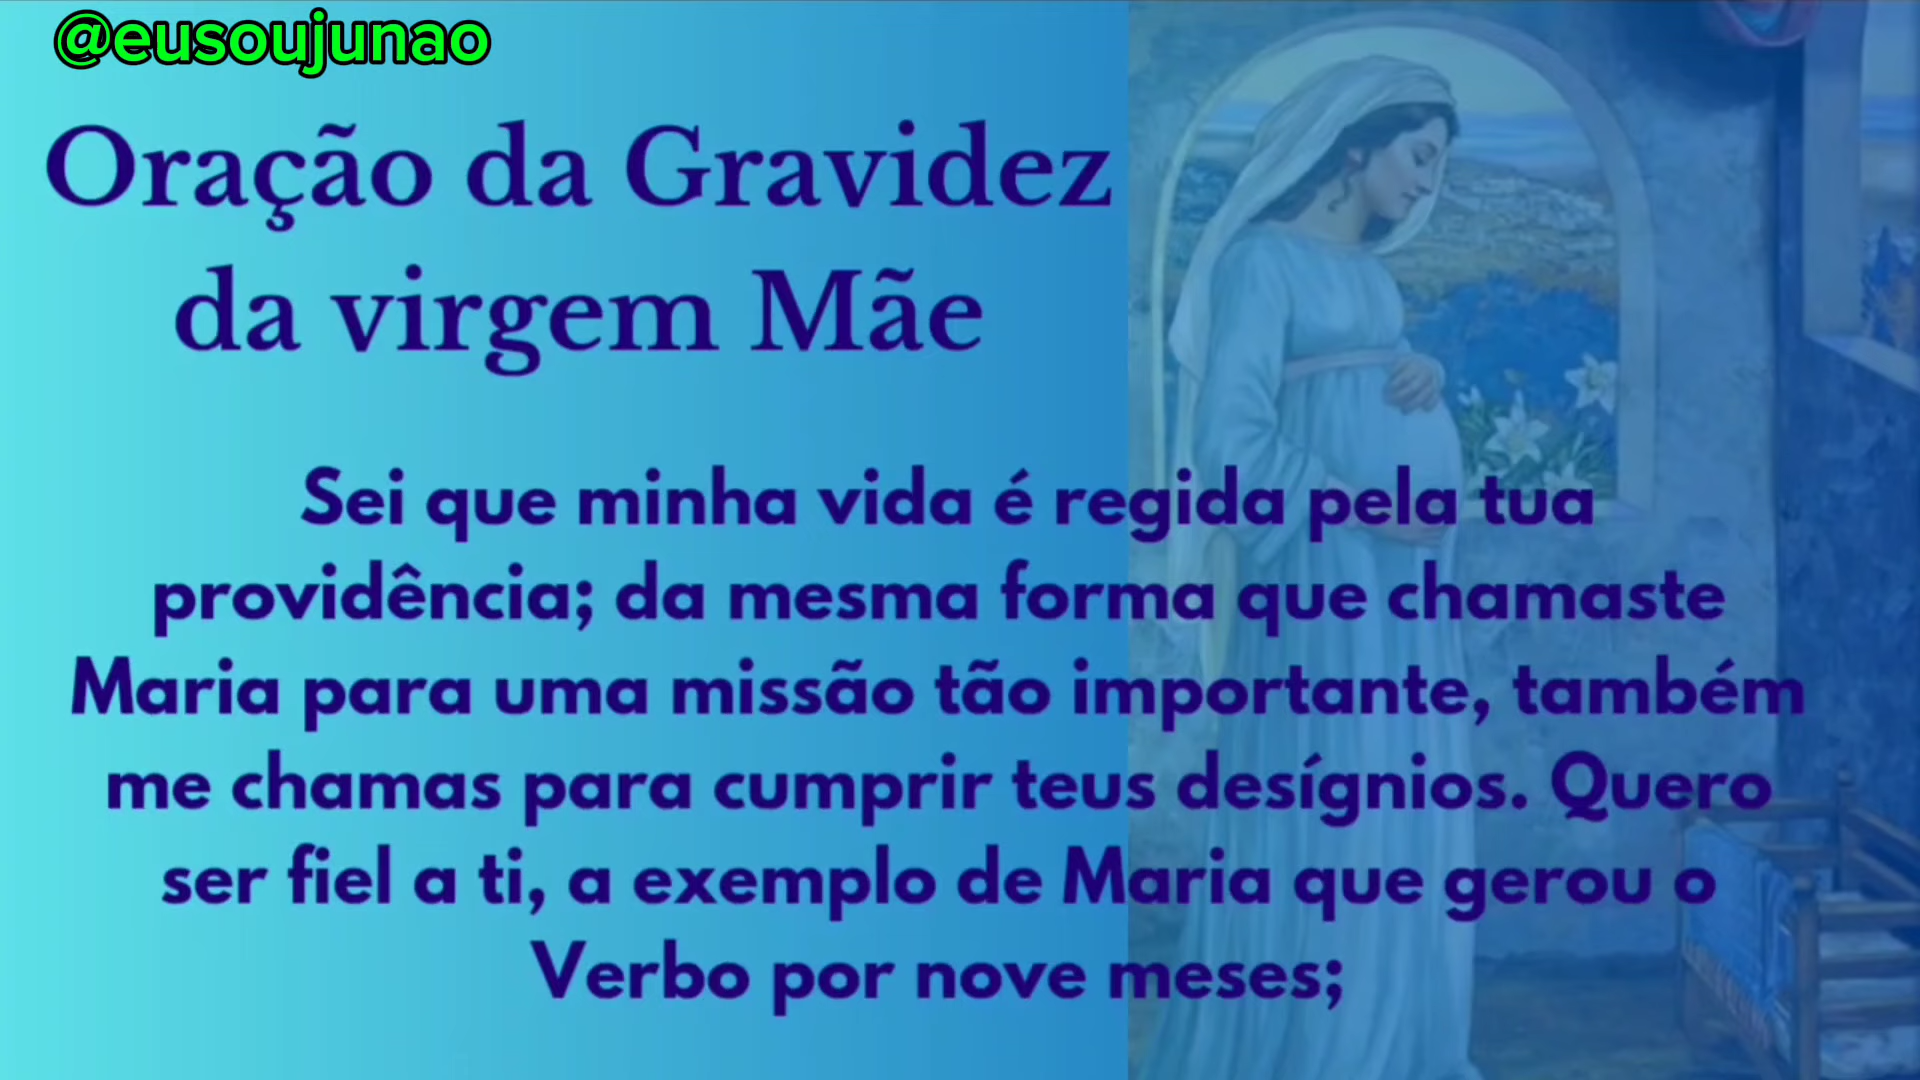 @eusoujunao
Oração da Gravidez
da virgem Mãe
Sei que minha vida é regida pela tua
providência; da mesma forma que chamaste
Maria para uma missão tão importante, também
me chamas para cumprir teus desígnios. Quero
ser fiel a ti, a exemplo de Maria que gerou o
Verbo por nove meses;